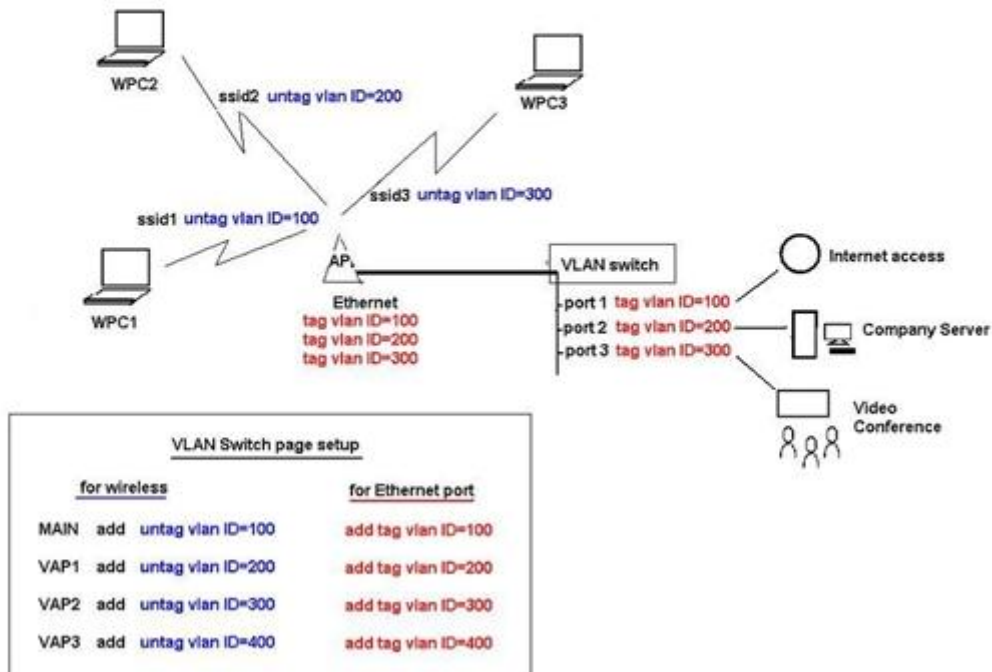 WPC2
ssid2 untag vlan ID=200
WPC3
ssid3 untag vlan ID=300
ssid1 untag vlan ID=100
WPC1
AP.
Ethernet
tag vlan ID=100
tag vlan ID=200
tag vlan ID=300
VLAN switch
port 1 tag vlan ID=100
port 2 tag vlan ID=200
port 3 tag vlan ID=300
Internet access
Company Server
Video
Conference
VLAN Switch page setup
for wireless for Ethernet port
MAIN add untag vlan ID=100 add tag vlan ID=100
VAP1 add untag vlan ID=200 add tag vlan ID=200
VAP2 add untag vlan ID=300 add tag vlan ID=300
VAP3 add untag vlan ID=400 add tag vlan ID=400